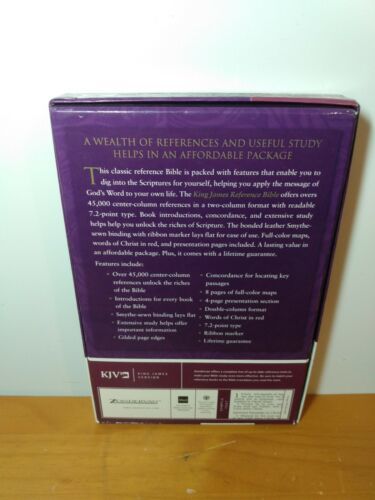 A WEALTH OF REFERENCES AND USEFUL STUDY
HELPS IN AN AFFORDABLE PACKAGE
This classic reference Bible is packed with features that enable you to
dig into the Scriptures for yourself, helping you apply the message of
God's Word to your own life. The King James Reference Bible offers over
45,000 center-column references in a two-column format with readable
7.2-point type. Book introductions, concordance, and extensive study
helps help you unlock the riches of Scripture. The bonded leather Smythe-
sewn binding with ribbon marker lays flat for ease of use. Full-color maps,
words of Christ in red, and presentation pages included. A lasting value in
an affordable package. Plus, it comes with a lifetime guarantee.
Features include:
• Over 45,000 center-column
references unlock the riches
of the Bible
• Introductions for every book
of the Bible
• Smythe-sewn binding lays flat
• Extensive study helps offer
important information
• Gilded page edges
• Concordance for locating key
passages
• 8 pages of full-color maps
• 4-page presentation section
• Double-column format
• Words of Christ in red
• 7.2-point type
• Ribbon marker
• Lifetime guarantee
KJV
KING JAMES
VERSION
ZONDERVAN